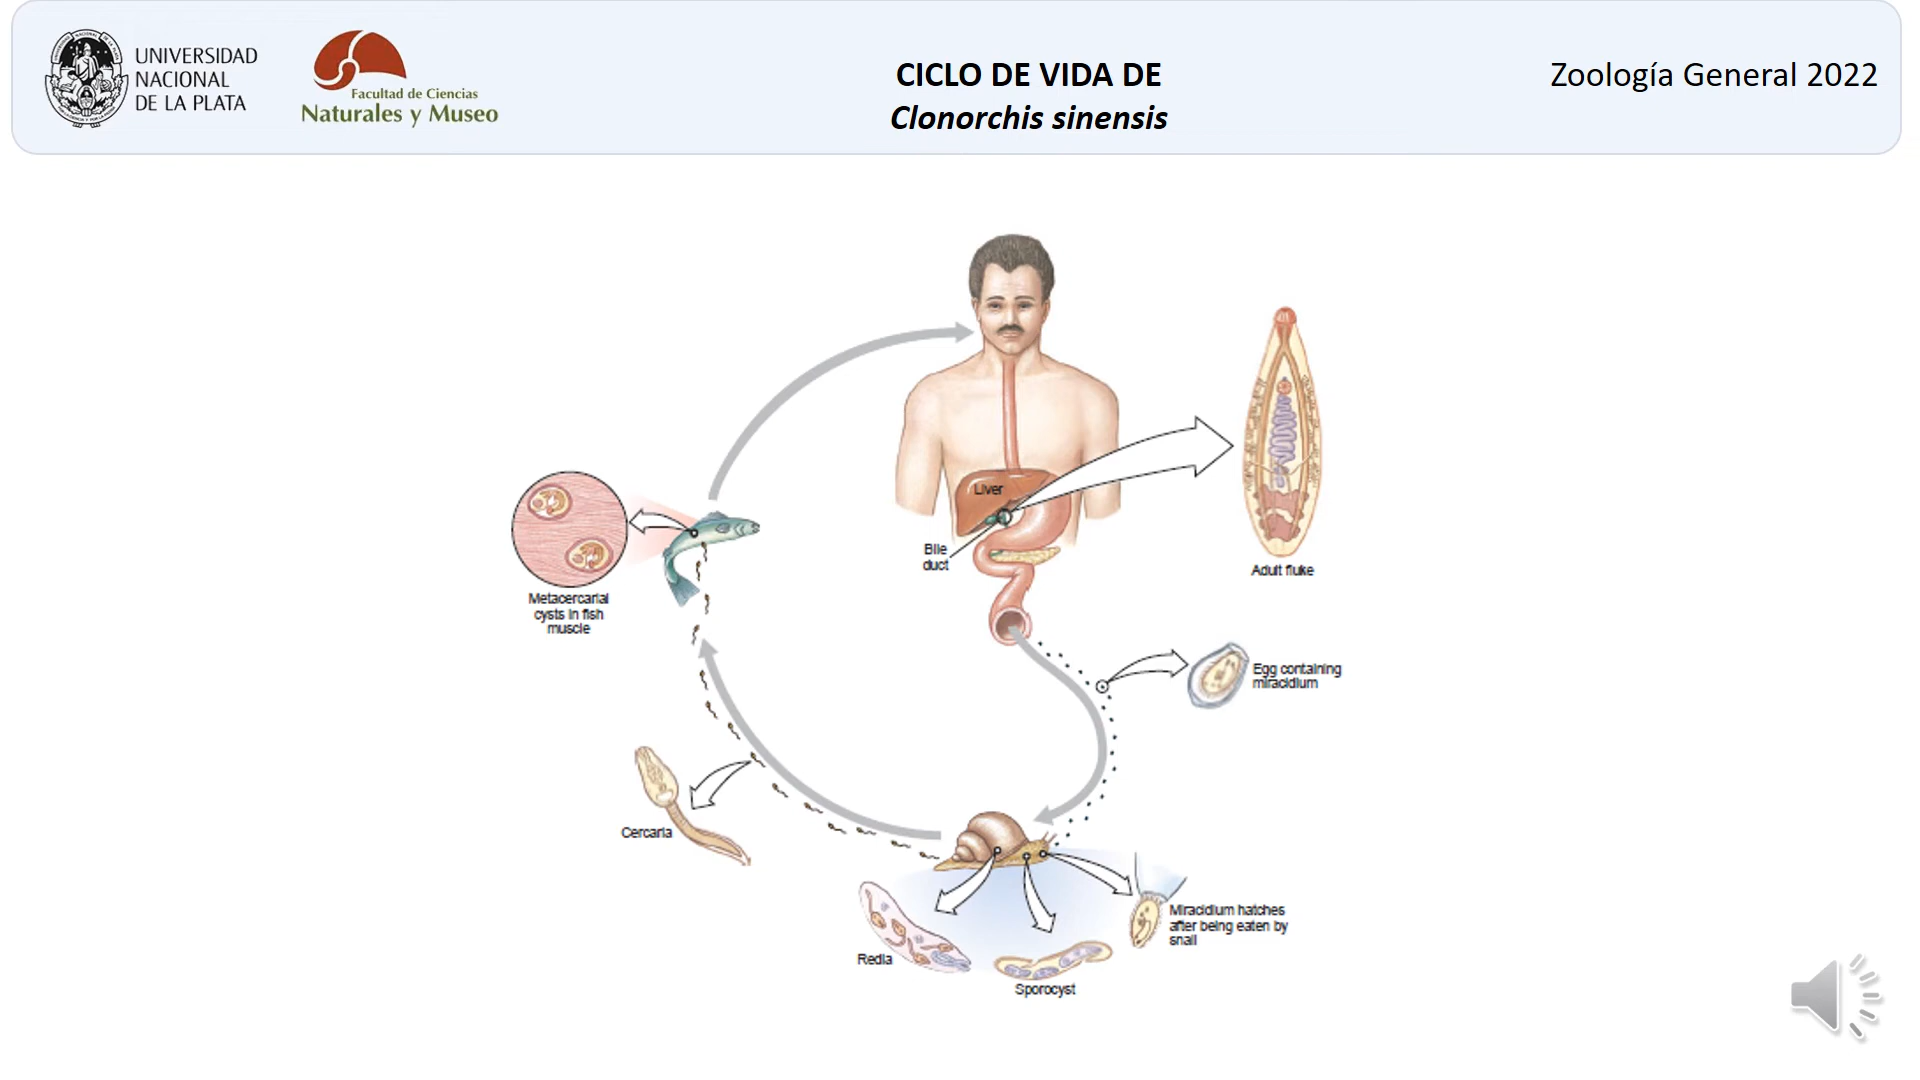 UNIVERSIDAD
NACIONAL
DE LA PLATA
Facultad de Ciencias
Naturales y Museo
CICLO DE VIDA DE
Clonorchis sinensis
Zoología General 2022
Liver
Bile
duct
Adult fluke
Metacercarial
cysts in fish
muscle
Egg containing
miracidium
Cercaria
Miracidium hatches
after being eaten by
snail
Redia
Sporocyst